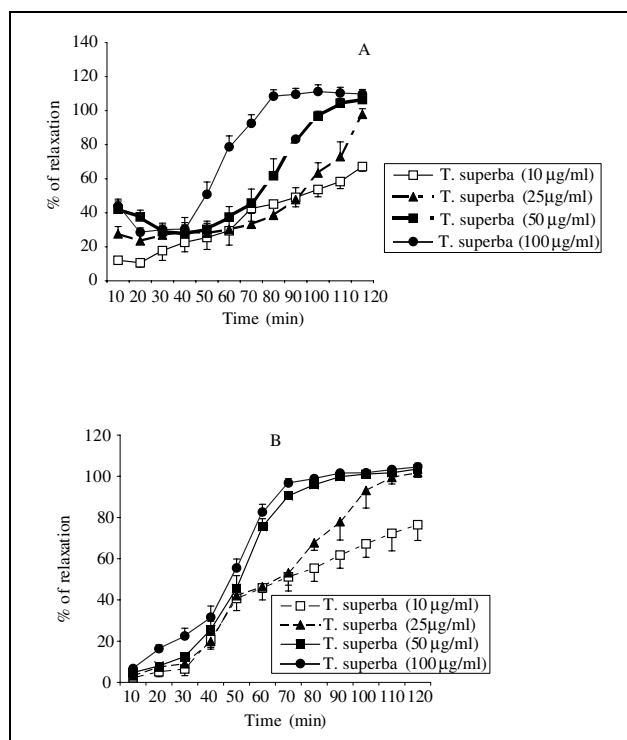 A
140
120
100
80
60
40
20
0
% of relaxation
10 20 30 40 50 60 70 80 90 100 110 120
Time (min)
T. superba (10 µg/ml)
T. superba (25µg/ml)
T. superba (50 µg/ml)
T. superba (100 µg/ml)
B
120
100
80
60
40
20
0
% of relaxation
T. superba (10 µg/ml)
T. superba (25µg/ml)
T. superba (50 µg/ml)
T. superba (100 µg/ml)
10 20 30 40 50 60 70 80 90 100 110 120
Time (min)